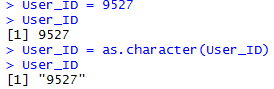 > User_ID = 9527
> User_ID
[1] 9527
> User_ID = as.character(User_ID)
> User_ID
[1] "9527"